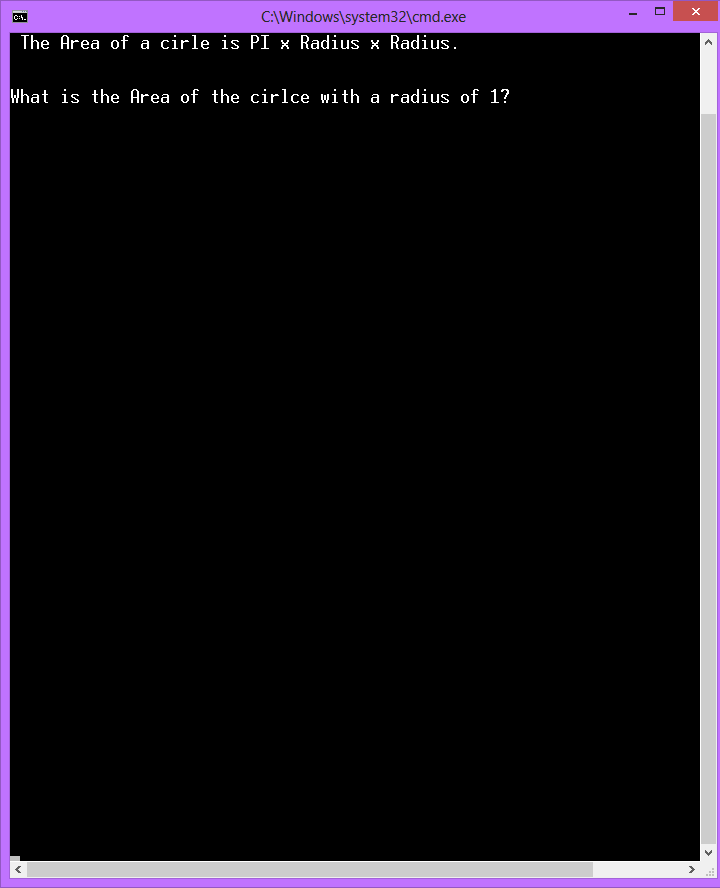 C:\Windows\system32\cmd.exe
The Area of a cirle is PI x Radius x Radius.
What is the Area of the cirlce with a radius of 1?